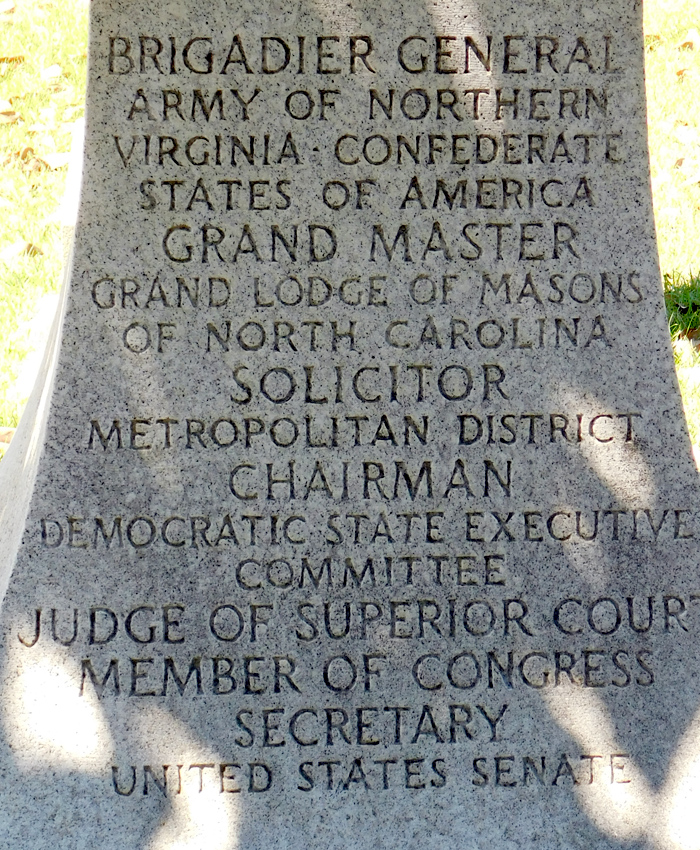 BRIGADIER GENERAL
ARMY OF NORTHERN
VIRGINIA · CONFEDERATE
STATES OF AMERICA
GRAND MASTER
GRAND LODGE OF MASONS
OF NORTH CAROLINA
SOLICITOR
METROPOLITAN DISTRICT
CHAIRMAN
DEMOCRATIC STATE EXECUTIVE
COMMITTEE
JUDGE OF SUPERIOR COURT
MEMBER OF CONGRESS
SECRETARY
UNITED STATES SENATE